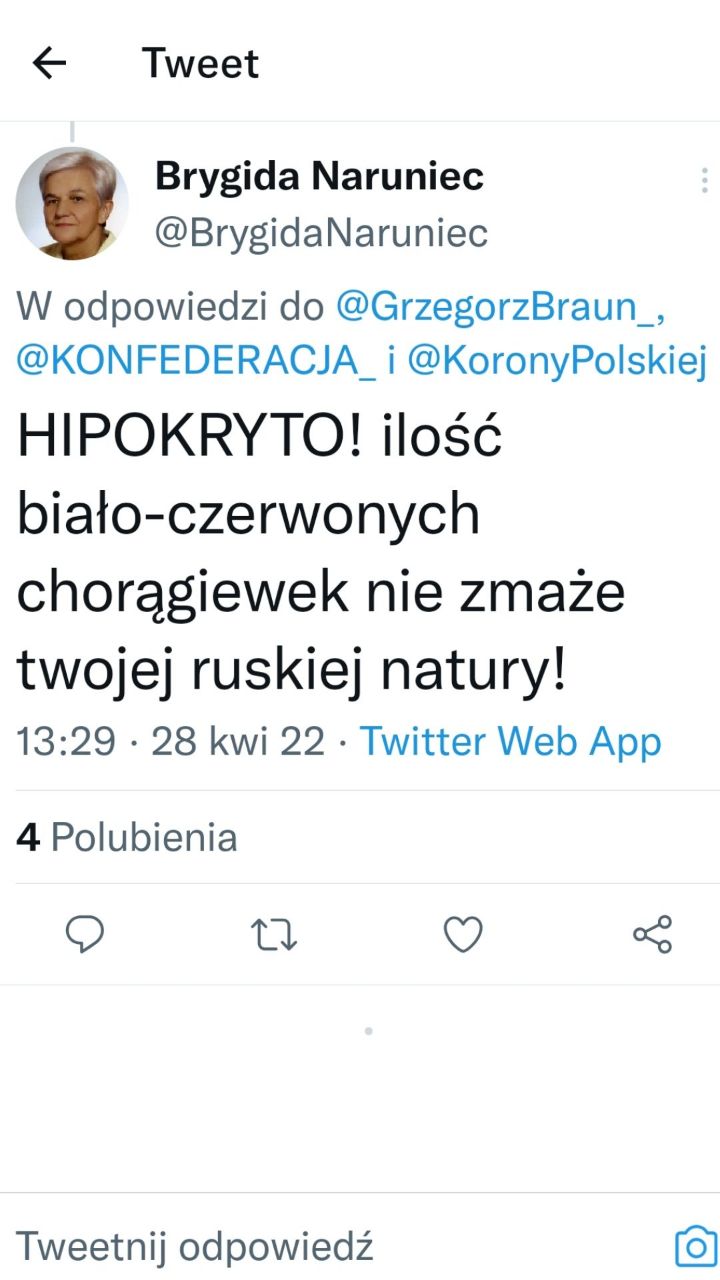 Tweet
Brygida Naruniec
@BrygidaNaruniec
W odpowiedzi do @GrzegorzBraun_,
@KONFEDERACJA_ i @KoronyPolskiej
HIPOKRYTO! ilość
biało-czerwonych
chorągiewek nie zmaże
twojej ruskiej natury!
13:29 · 28 kwi 22 · Twitter Web App
4 Polubienia
Tweetnij odpowiedź